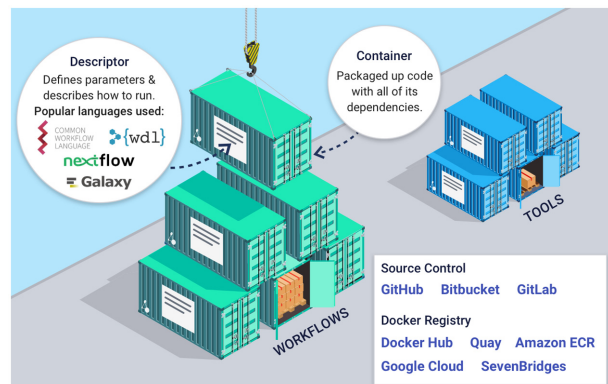 Descriptor
Defines parameters &
describes how to run.
Popular languages used:
COMMON
WORKFLOW
LANGUAGE
{wdl}
nextflow
Galaxy
Container
Packaged up code
with all of its
dependencies.
WORKFLOWS
TOOLS
Source Control
GitHub Bitbucket GitLab
Docker Registry
Docker Hub Quay Amazon ECR
Google Cloud SevenBridges